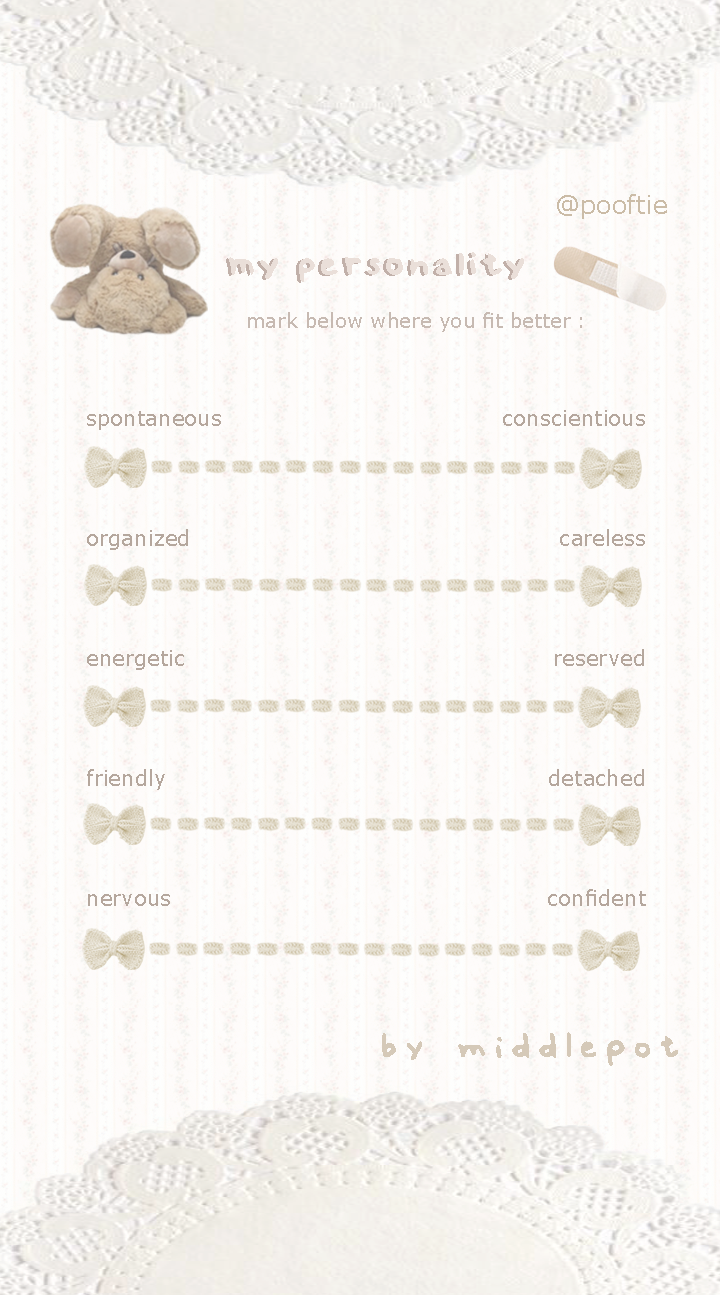 @pooftie
my personality
mark below where you fit better :
spontaneous conscientious
organized careless
energetic reserved
friendly detached
nervous confident
by middlepot